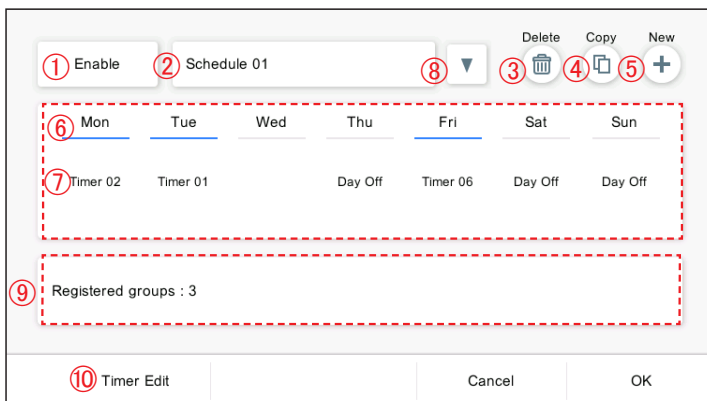 Delete Copy New
① Enable ② Schedule 01 ⑧ ▼ ③ ④ ⑤
⑥ Mon Tue Wed Thu Fri Sat Sun
⑦ Timer 02 Timer 01 Day Off Timer 06 Day Off Day Off
⑨ Registered groups : 3
⑩ Timer Edit Cancel OK